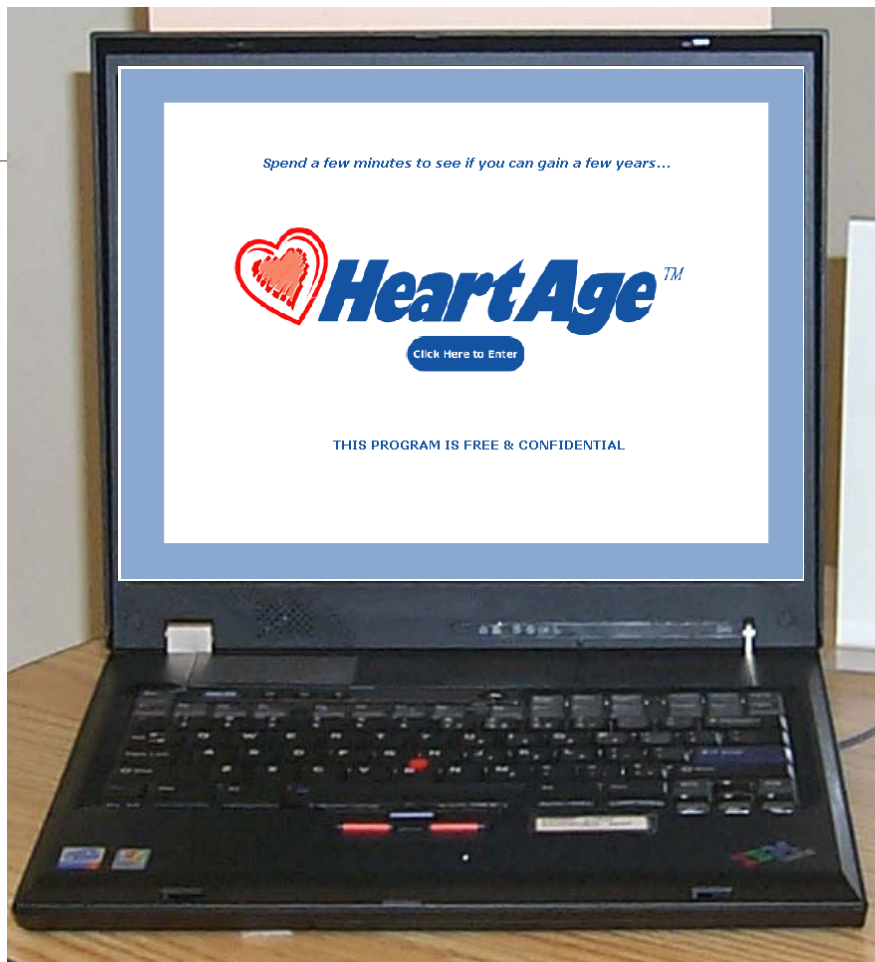 Spend a few minutes to see if you can gain a few years...
HeartAge™
Click Here to Enter
THIS PROGRAM IS FREE & CONFIDENTIAL